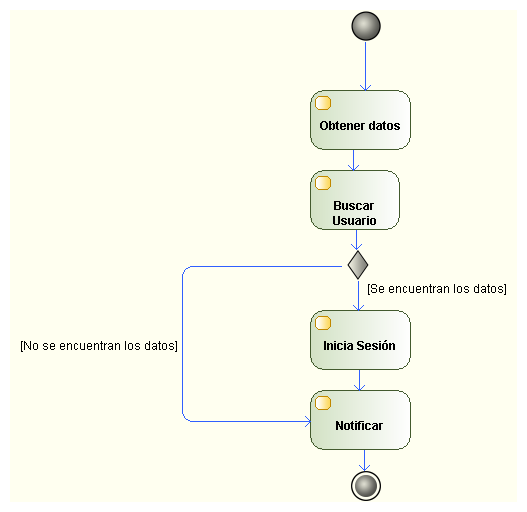 Obtener datos
Buscar
Usuario
[Se encuentran los datos]
[No se encuentran los datos]
Inicia Sesión
Notificar